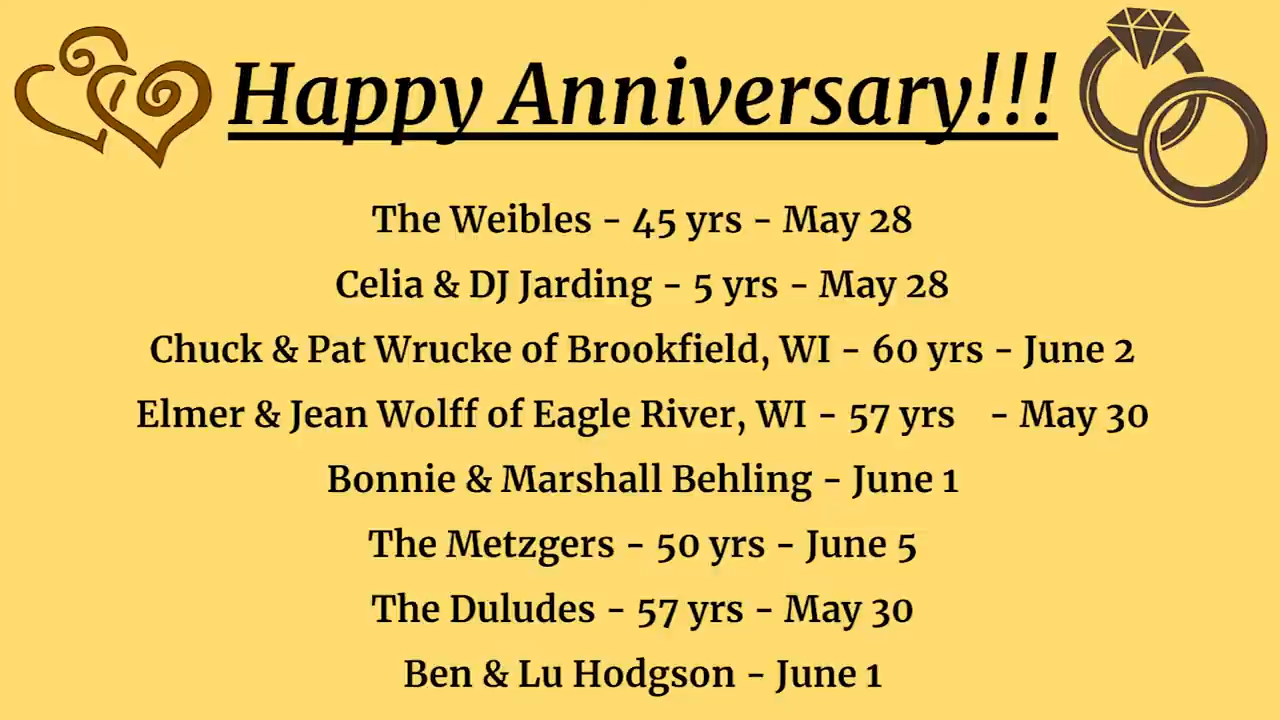 Happy Anniversary!!!
The Weibles - 45 yrs - May 28
Celia & DJ Jarding - 5 yrs - May 28
Chuck & Pat Wrucke of Brookfield, WI - 60 yrs - June 2
Elmer & Jean Wolff of Eagle River, WI - 57 yrs - May 30
Bonnie & Marshall Behling - June 1
The Metzgers - 50 yrs - June 5
The Duludes - 57 yrs - May 30
Ben & Lu Hodgson - June 1